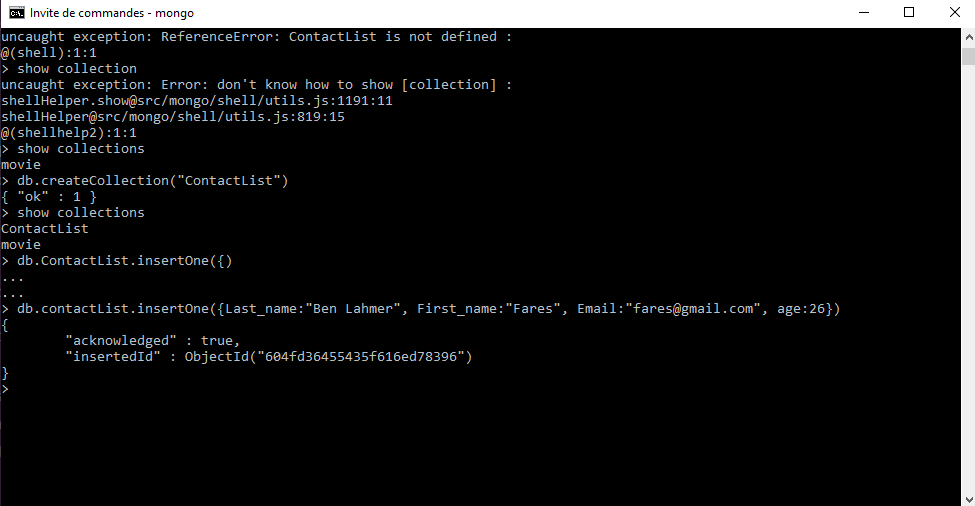 Invite de commandes - mongo
uncaught exception: ReferenceError: ContactList is not defined :
@(shell):1:1
> show collection
uncaught exception: Error: don't know how to show [collection] :
shellHelper.show@src/mongo/shell/utils.js:1191:11
shellHelper@src/mongo/shell/utils.js:819:15
@(shellhelp2):1:1
> show collections
movie
> db.createCollection("ContactList")
{ "ok" : 1 }
> show collections
ContactList
movie
> db.ContactList.insertOne({)
...
...
> db.contactList.insertOne({Last_name:"Ben Lahmer", First_name:"Fares", Email:"fares@gmail.com", age:26})
{
        "acknowledged" : true,
        "insertedId" : ObjectId("604fd36455435f616ed78396")
}
>